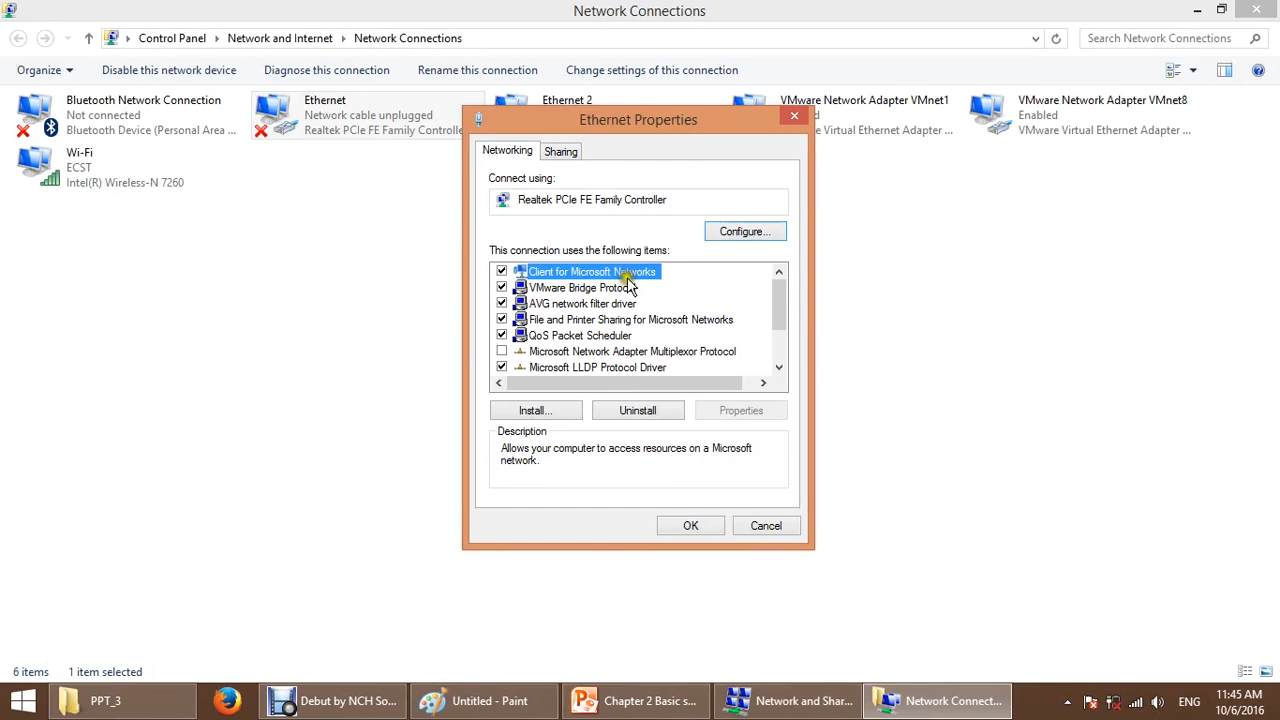 Network Connections
Control Panel Network and Internet Network Connections
Search Network Connections
Organize Disable this network device Diagnose this connection Rename this network connection Change settings of this connection
Bluetooth Network Connection
Not connected
Bluetooth Device (Personal Area ...
Ethernet
Network cable unplugged
Realtek PCIe FE Family Controlle
Ethernet 2
VMware Network Adapter VMnet1
ware Virtual Ethernet Adapter ...
VMware Network Adapter VMnet8
Enabled
VMware Virtual Ethernet Adapter ...
Wi-Fi
ECST
Intel(R) Wireless-N 7260
Ethernet Properties
Networking Sharing
Connect using:
Realtek PCIe FE Family Controller
Configure...
This connection uses the following items:
Client for Microsoft Networks
VMware Bridge Protoc
AVG network filter driver
File and Printer Sharing for Microsoft Networks
QoS Packet Scheduler
Microsoft Network Adapter Multiplexor Protocol
Microsoft LLDP Protocol Driver
Install... Uninstall Properties
Description
Allows your computer to access resources on a Microsoft
network.
OK Cancel
6 items 1 item selected
PPT_3
Debut by NCH So...
Untitled - Paint
Chapter 2 Basic s...
Network and Shar...
Network Connect...
ENG
11:45 AM
10/6/2016